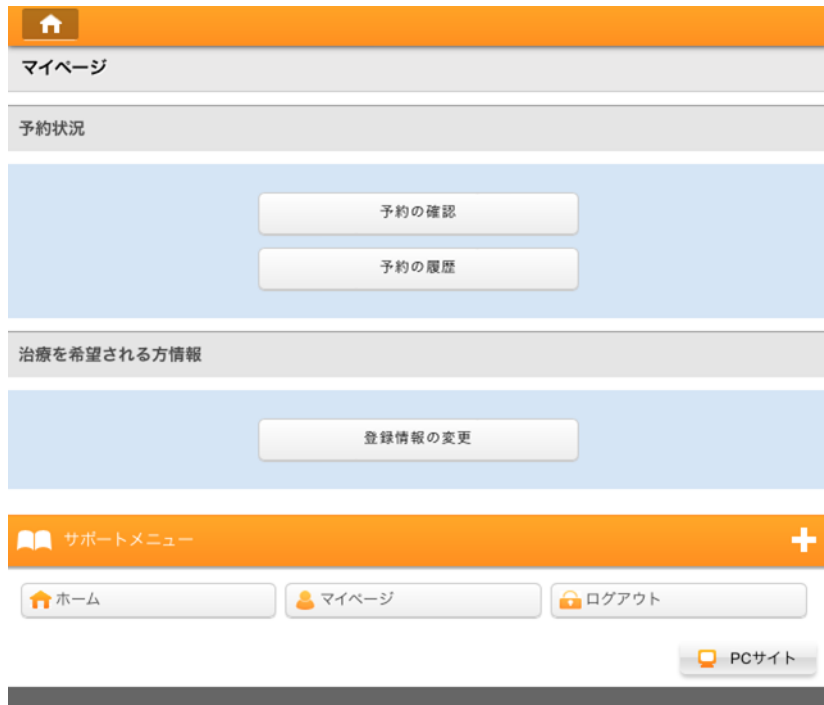 マイページ
予約状況
予約の確認
予約の履歴
治療を希望される方情報
登録情報の変更
サポートメニュー
ホーム
マイページ
ログアウト
PCサイト